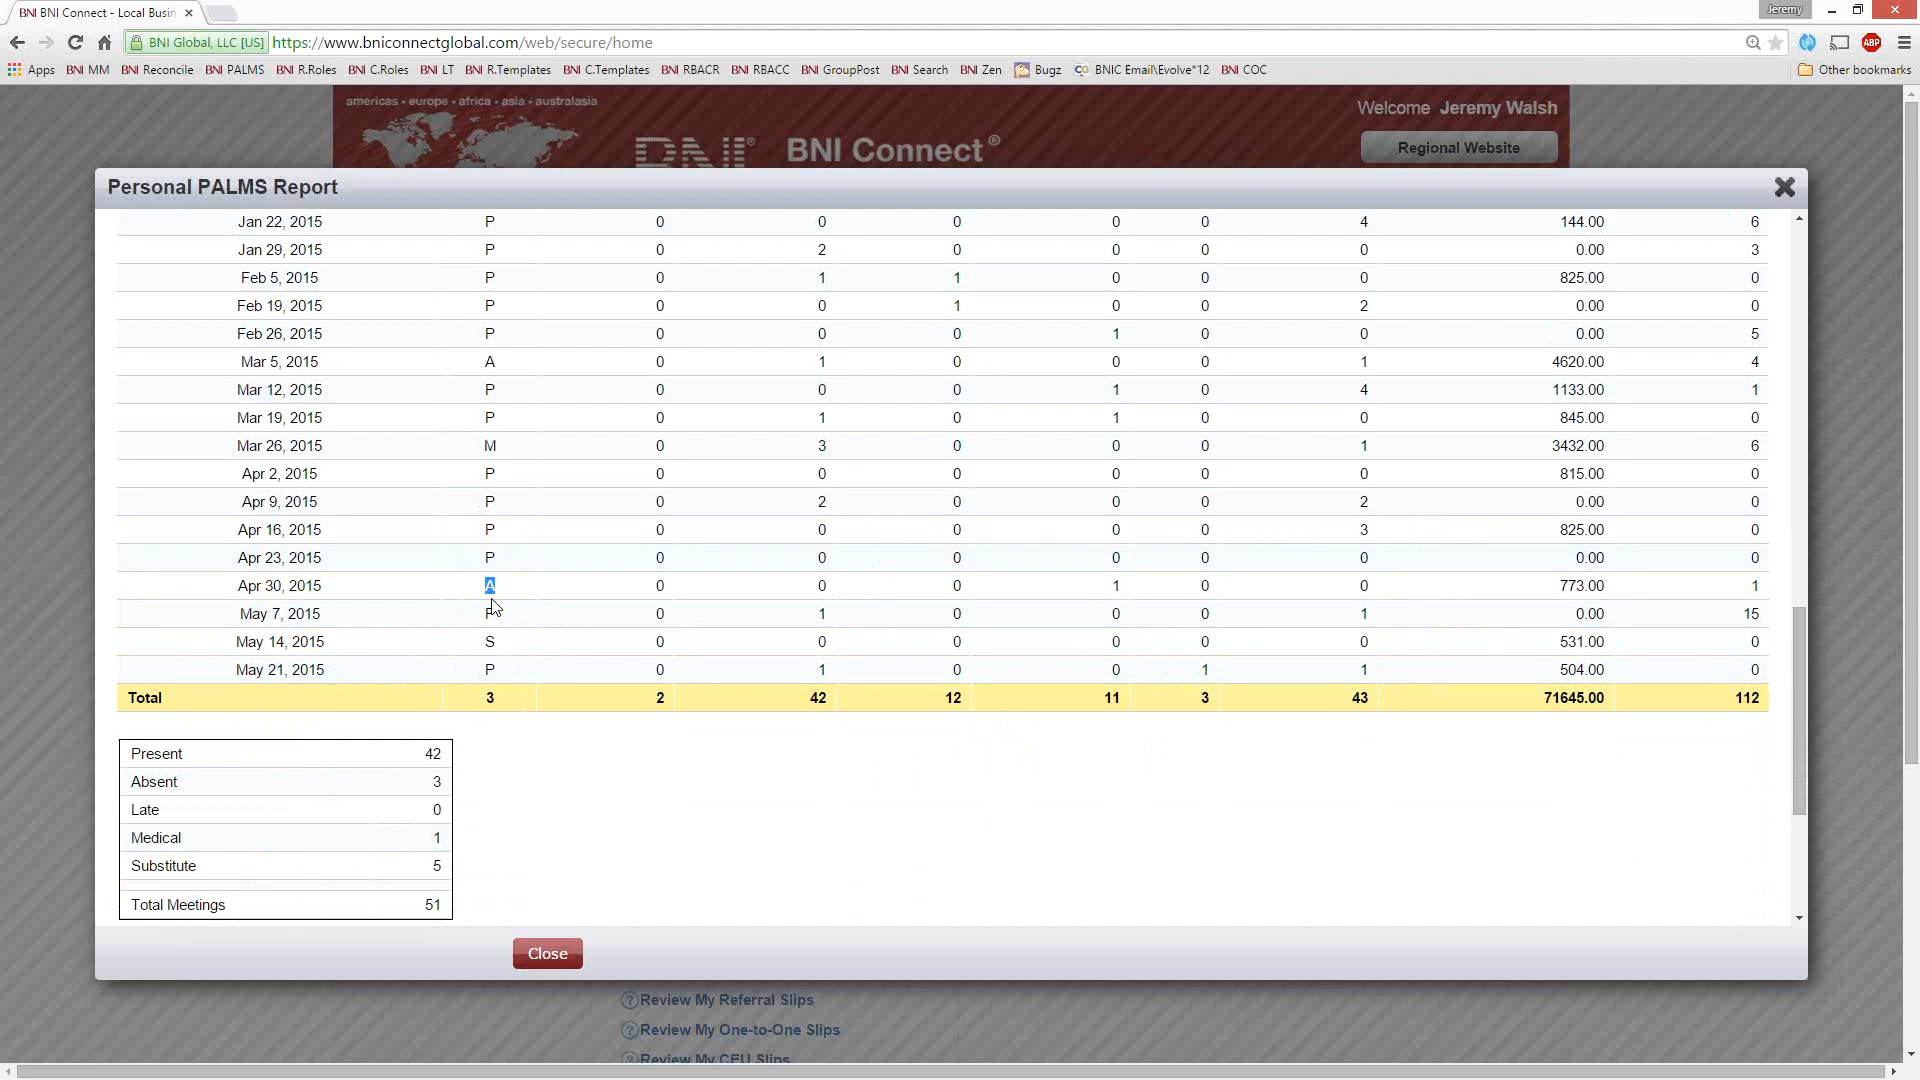 BNI BNI Connect - Local Busin
Jeremy
BNI Global, LLC [US] https://www.bniconnectglobal.com/web/secure/home
Apps BNI MM BNI Reconcile BNI PALMS BNI R.Roles BNI C.Roles BNI LT BNI R.Templates BNI C.Templates BNI RBACR BNI RBACC BNI GroupPost BNI Search BNI Zen Bugz CG BNIC Email\Evolve*12 BNI COC Other bookmarks
americas • europe • africa • asia • australasia
Welcome Jeremy Walsh
BNI® BNI Connect®
Regional Website
Personal PALMS Report
Jan 22, 2015 P 0 0 0 0 0 4 144.00 6
Jan 29, 2015 P 0 2 0 0 0 0 0.00 3
Feb 5, 2015 P 0 1 1 0 0 0 825.00 0
Feb 19, 2015 P 0 0 1 0 0 2 0.00 0
Feb 26, 2015 P 0 0 0 1 0 0 0.00 5
Mar 5, 2015 A 0 1 0 0 0 1 4620.00 4
Mar 12, 2015 P 0 0 0 1 0 4 1133.00 1
Mar 19, 2015 P 0 1 0 1 0 0 845.00 0
Mar 26, 2015 M 0 3 0 0 0 1 3432.00 6
Apr 2, 2015 P 0 0 0 0 0 0 815.00 0
Apr 9, 2015 P 0 2 0 0 0 2 0.00 0
Apr 16, 2015 P 0 0 0 0 0 3 825.00 0
Apr 23, 2015 P 0 0 0 0 0 0 0.00 0
Apr 30, 2015 A 0 0 0 1 0 0 773.00 1
May 7, 2015 P 0 1 0 0 0 1 0.00 15
May 14, 2015 S 0 0 0 0 0 0 531.00 0
May 21, 2015 P 0 1 0 0 1 1 504.00 0
Total 3 2 42 12 11 3 43 71645.00 112
Present 42
Absent 3
Late 0
Medical 1
Substitute 5
Total Meetings 51
Close
Review My Referral Slips
Review My One-to-One Slips
Review My CEU Slips
ABP